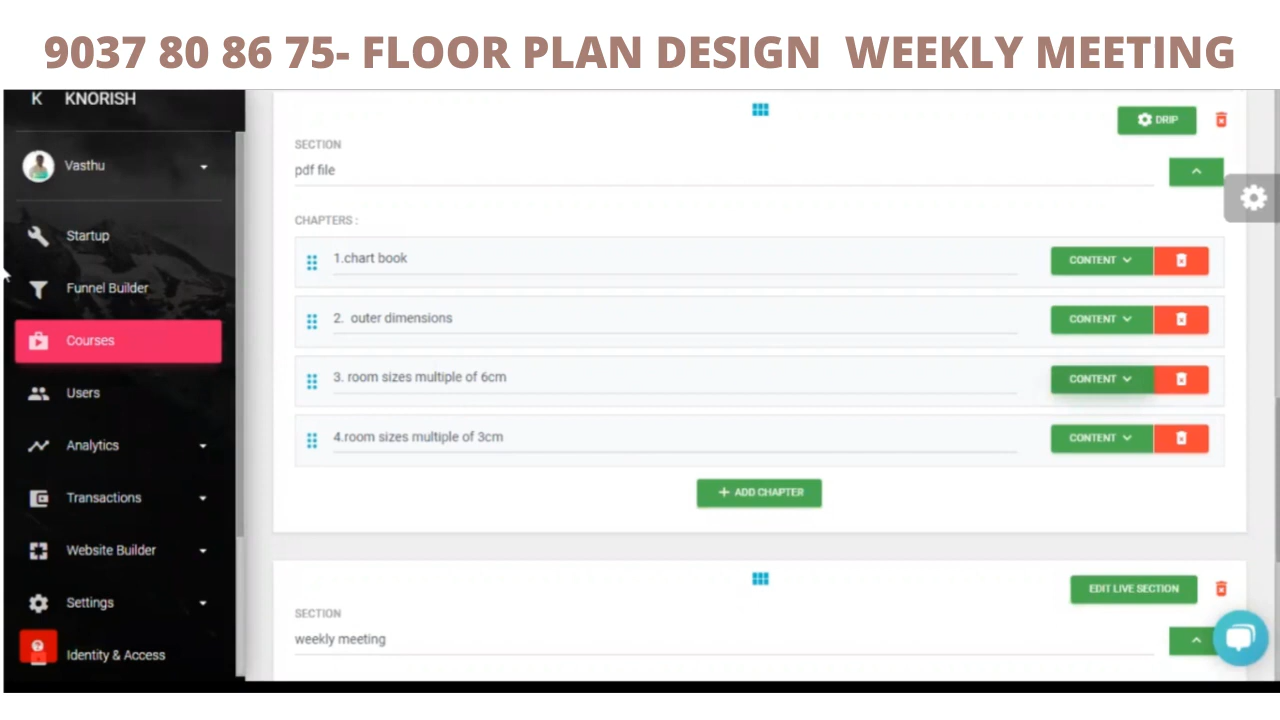 9037 80 86 75- FLOOR PLAN DESIGN  WEEKLY MEETING
K KNORISH
Vasthu
Startup
Funnel Builder
Courses
Users
Analytics
Transactions
Website Builder
Settings
Identity & Access
DRIP
SECTION
pdf file
CHAPTERS :
1.chart book
CONTENT
2.  outer dimensions
CONTENT
3. room sizes multiple of 6cm
CONTENT
4.room sizes multiple of 3cm
CONTENT
+ ADD CHAPTER
EDIT LIVE SECTION
SECTION
weekly meeting